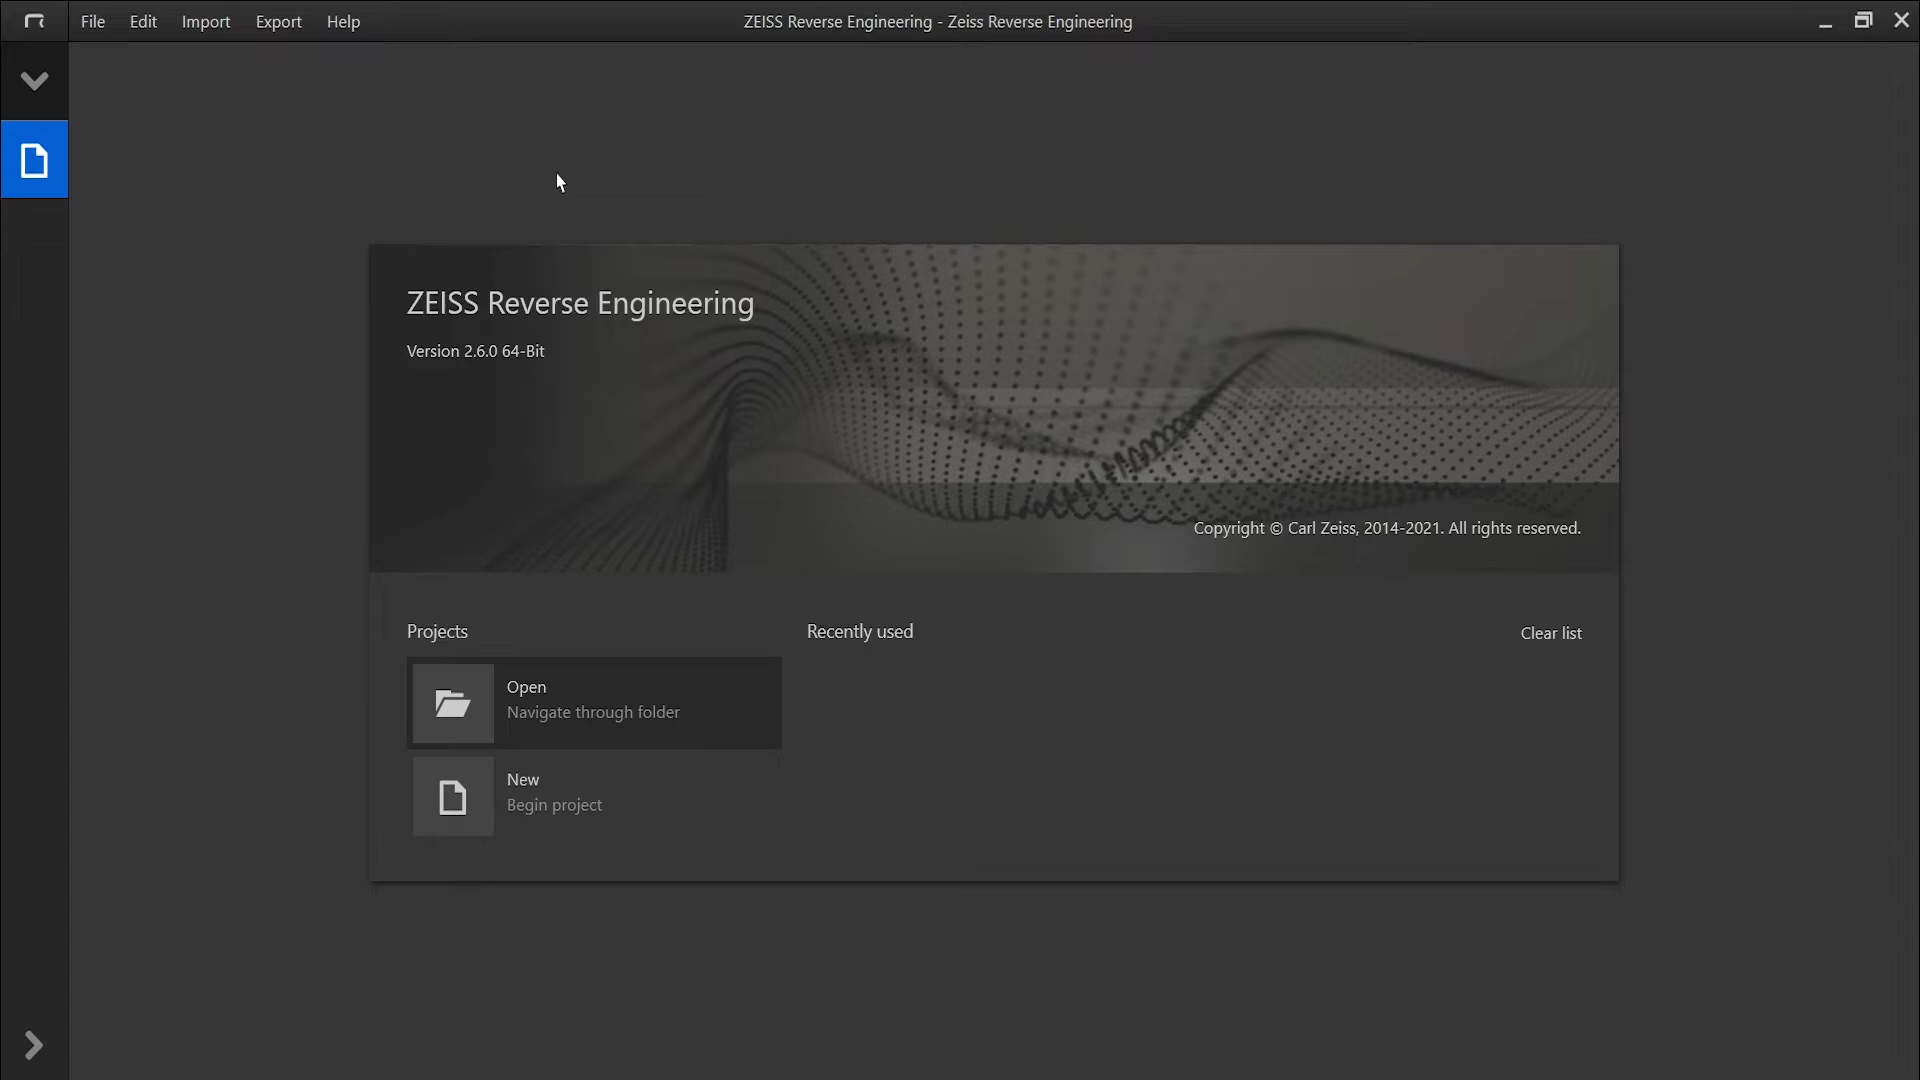 File Edit Import Export Help
ZEISS Reverse Engineering - Zeiss Reverse Engineering
ZEISS Reverse Engineering
Version 2.6.0 64-Bit
Copyright © Carl Zeiss, 2014-2021. All rights reserved.
Projects
Recently used
Clear list
Open
Navigate through folder
New
Begin project